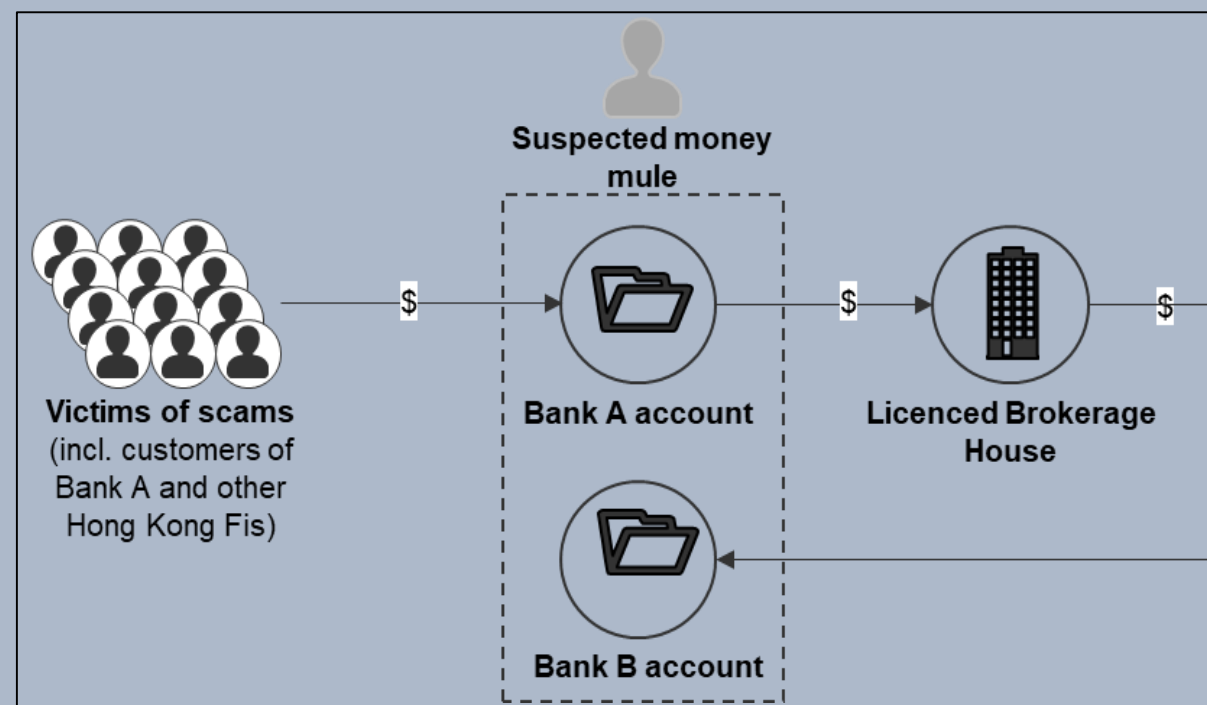 Suspected money
mule
$
$
$
Victims of scams
(incl. customers of
Bank A and other
Hong Kong Fis)
Bank A account
Licenced Brokerage
House
Bank B account